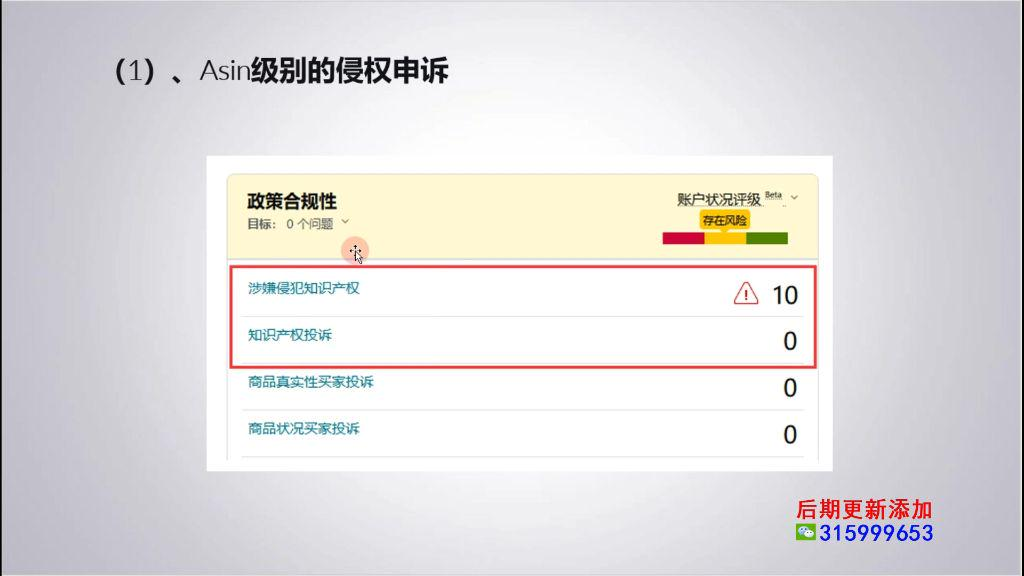 （1）、Asin级别的侵权申诉
政策合规性
目标： 0 个问题
账户状况评级 Beta
存在风险
涉嫌侵犯知识产权 10
知识产权投诉 0
商品真实性买家投诉 0
商品状况买家投诉 0
后期更新添加
315999653